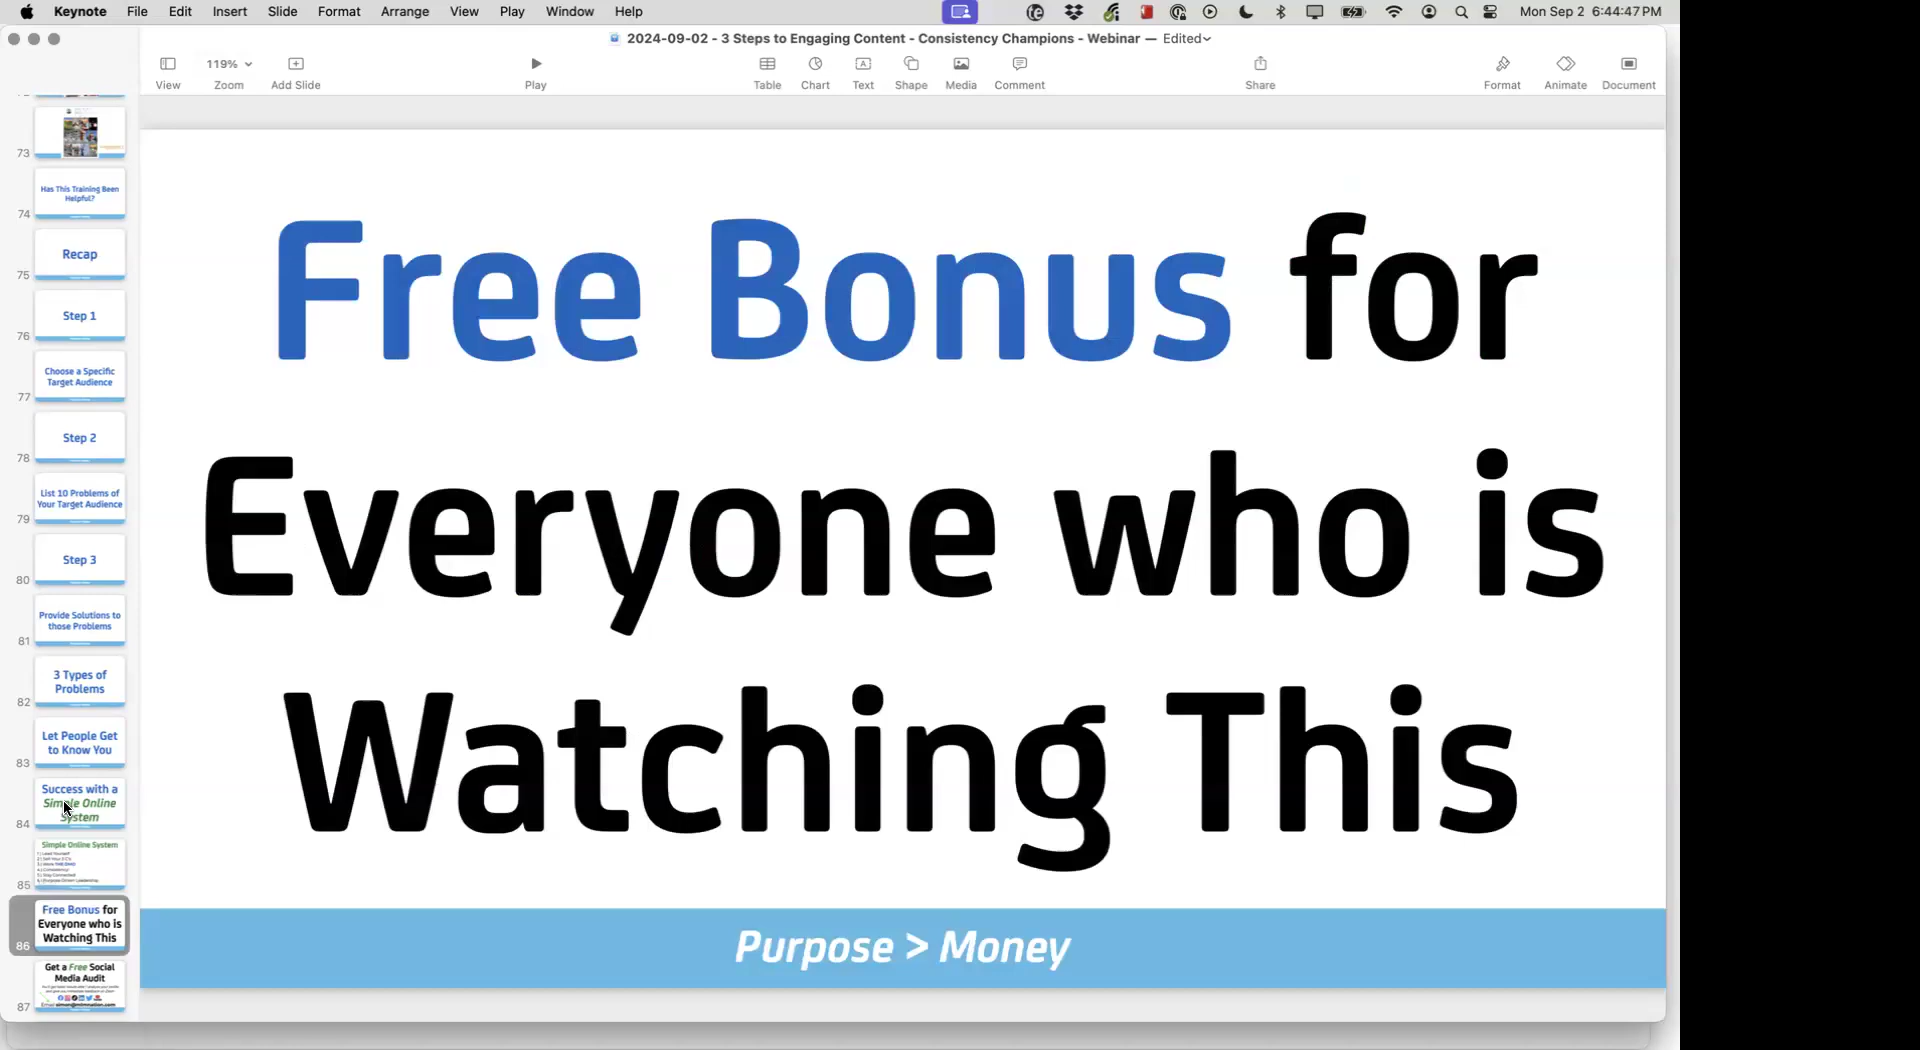 Keynote File Edit Insert Slide Format Arrange View Play Window Help Mon Sep 2 6:44:47 PM
2024-09-02 - 3 Steps to Engaging Content - Consistency Champions - Webinar — Edited
119%
View Zoom Add Slide Play Table Chart Text Shape Media Comment Share Format Animate Document
73
Has This Training Been
Helpful?
74
Recap
75
Step 1
76
Choose a Specific
Target Audience
77
Step 2
78
List 10 Problems of
Your Target Audience
79
Step 3
80
Provide Solutions to
those Problems
81
3 Types of
Problems
82
Let People Get
to Know You
83
Success with a
Simple Online
System
84
Simple Online System
85
Free Bonus for
Everyone who is
Watching This
86
Get a Free Social
Media Audit
87
Free Bonus for
Everyone who is
Watching This
Purpose > Money